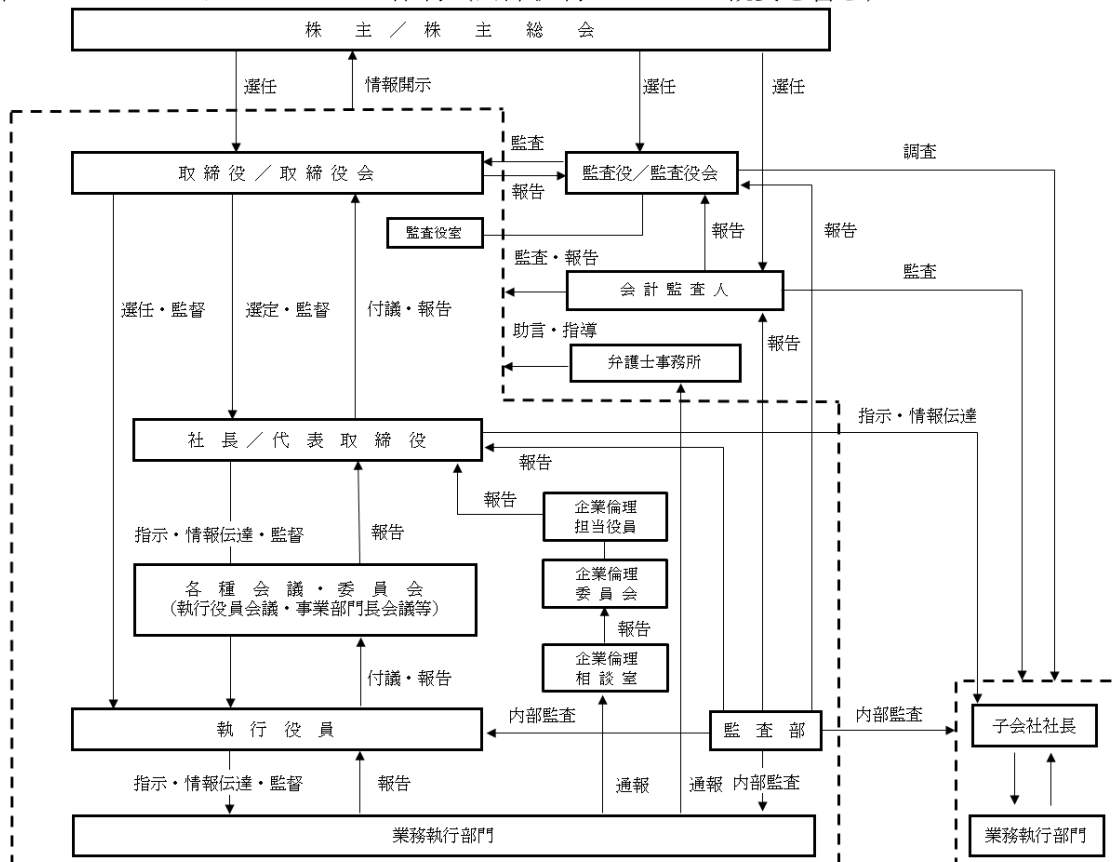 株 主 ／ 株 主 総 会
選任
情報開示
選任
選任
取 締 役 ／ 取 締 役 会
監査
報告
監査役／監査役会
調査
監査役室
報告
報告
監査・報告
会 計 監 査 人
監査
選任・監督
選定・監督
付議・報告
助言・指導
報告
弁護士事務所
社 長 ／ 代 表 取 締 役
指示・情報伝達
報告
報告
企業倫理
担当役員
指示・情報伝達・監督
報告
各 種 会 議 ・ 委 員 会
（執行役員会議・事業部門長会議等）
企業倫理
委 員 会
報告
企業倫理
相 談 室
付議・報告
執 行 役 員
内部監査
監 査 部
内部監査
子会社社長
指示・情報伝達・監督
報告
通報
通報
内部監査
業務執行部門
業務執行部門